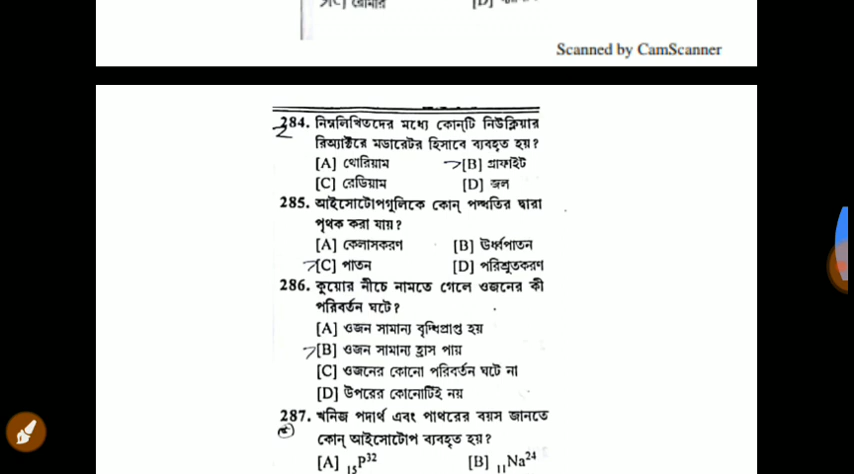 [C] রোমার [D]
Scanned by CamScanner
284. নিম্নলিখিতদের মধ্যে কোন্‌টি নিউক্লিয়ার
রিঅ্যাক্টরে মডারেটর হিসাবে ব্যবহৃত হয়?
[A] থোরিয়াম [B] গ্রাফাইট
[C] রেডিয়াম [D] জল
285. আইসোটোপগুলিকে কোন্‌ পদ্ধতির দ্বারা
পৃথক করা যায়?
[A] কেলাসকরণ [B] ঊর্ধ্বপাতন
[C] পাতন [D] পরিশ্রুতকরণ
286. কুয়োর নীচে নামতে গেলে ওজনের কী
পরিবর্তন ঘটে?
[A] ওজন সামান্য বৃদ্ধিপ্রাপ্ত হয়
[B] ওজন সামান্য হ্রাস পায়
[C] ওজনের কোনো পরিবর্তন ঘটে না
[D] উপরের কোনোটিই নয়
287. খনিজ পদার্থ এবং পাথরের বয়স জানতে
কোন্‌ আইসোটোপ ব্যবহৃত হয়?
[A] ₁₅P³² [B] ₁₁Na²⁴